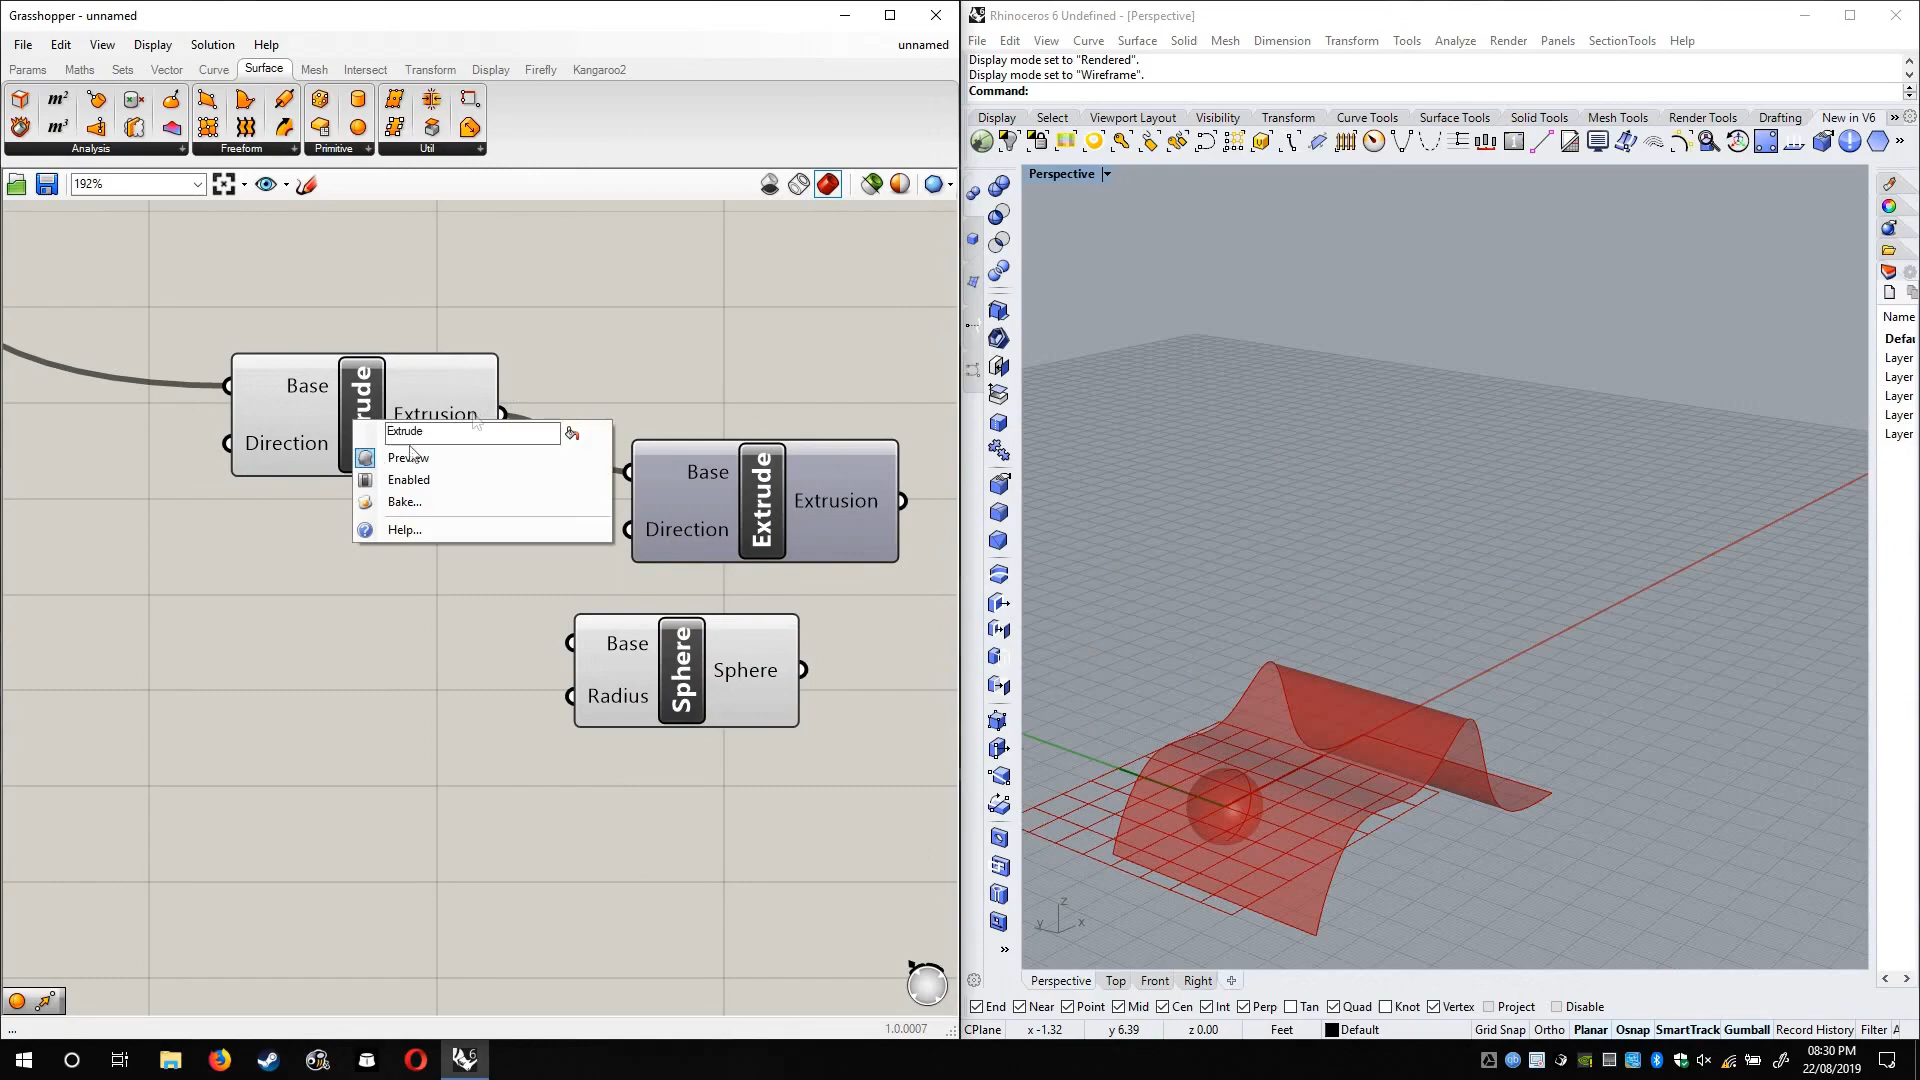 Grasshopper - unnamed
File Edit View Display Solution Help unnamed
Params Maths Sets Vector Curve Surface Mesh Intersect Transform Display Firefly Kangaroo2
m² m³
Analysis Freeform Primitive Util
192%
Base Extrude Extrusion
Direction
Extrude
Preview
Enabled
Bake...
Help...
Base Extrude Extrusion
Direction
Base Sphere Sphere
Radius
...
1.0.0007
Rhinoceros 6 Undefined - [Perspective]
File Edit View Curve Surface Solid Mesh Dimension Transform Tools Analyze Render Panels SectionTools Help
Display mode set to "Rendered".
Display mode set to "Wireframe".
Command:
Display Select Viewport Layout Visibility Transform Curve Tools Surface Tools Solid Tools Mesh Tools Render Tools Drafting New in V6 »
Perspective
z
y x
Name
Defau
Layer
Layer
Layer
Layer
Layer
Perspective Top Front Right
End Near Point Mid Cen Int Perp Tan Quad Knot Vertex Project Disable
CPlane x -1.32 y 6.39 z 0.00 Feet Default Grid Snap Ortho Planar Osnap SmartTrack Gumball Record History Filter A
08:30 PM
22/08/2019